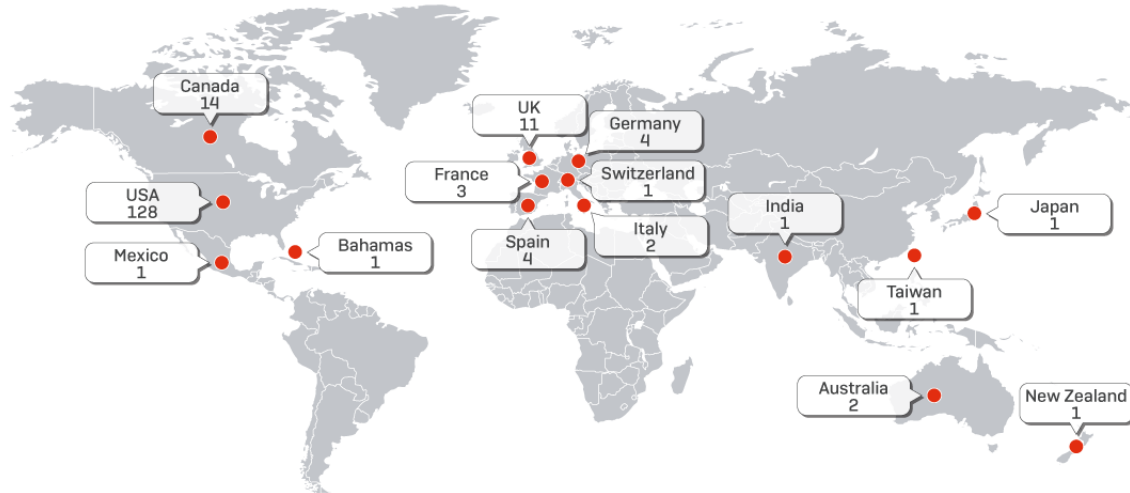 Canada
14
UK
11
Germany
4
France
3
Switzerland
1
USA
128
India
1
Japan
1
Spain
4
Italy
2
Mexico
1
Bahamas
1
Taiwan
1
Australia
2
New Zealand
1